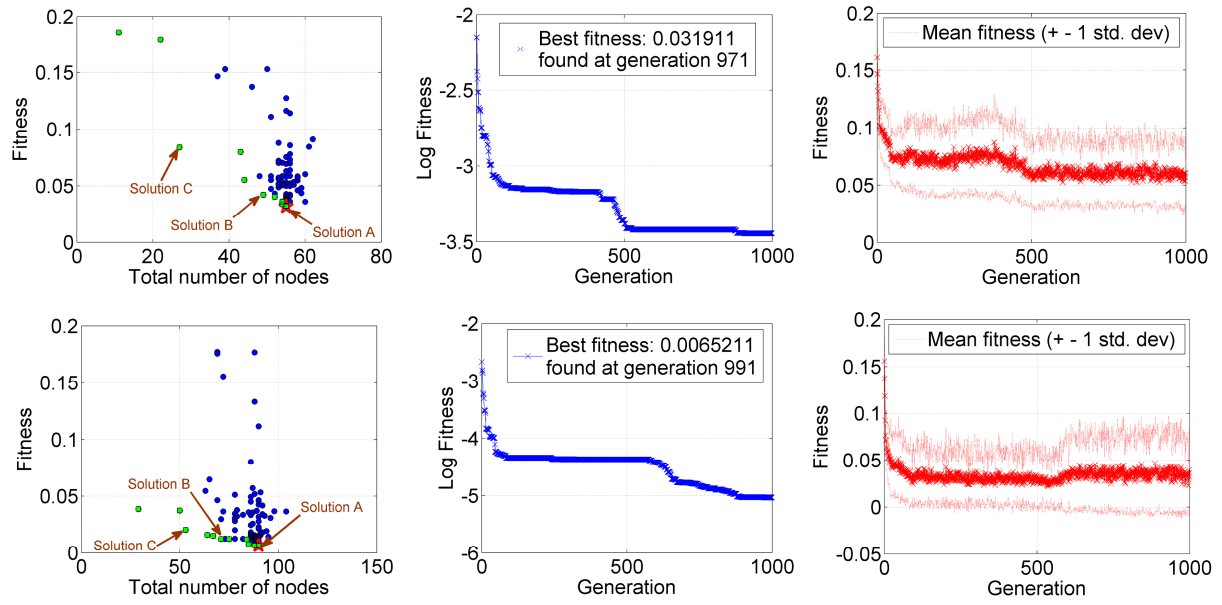 0.2
0.15
0.1
0.05
0
Fitness
0
20
40
60
80
Total number of nodes
Solution C
Solution B
Solution A
-2
-2.5
-3
-3.5
Log Fitness
0
500
1000
Generation
Best fitness: 0.031911
found at generation 971
0.2
0.15
0.1
0.05
0
Fitness
0
500
1000
Generation
Mean fitness (+ - 1 std. dev)
0.2
0.15
0.1
0.05
0
Fitness
0
50
100
150
Total number of nodes
Solution B
Solution A
Solution C
-2
-3
-4
-5
-6
Log Fitness
0
500
1000
Generation
Best fitness: 0.0065211
found at generation 991
0.2
0.15
0.1
0.05
0
-0.05
Fitness
0
500
1000
Generation
Mean fitness (+ - 1 std. dev)